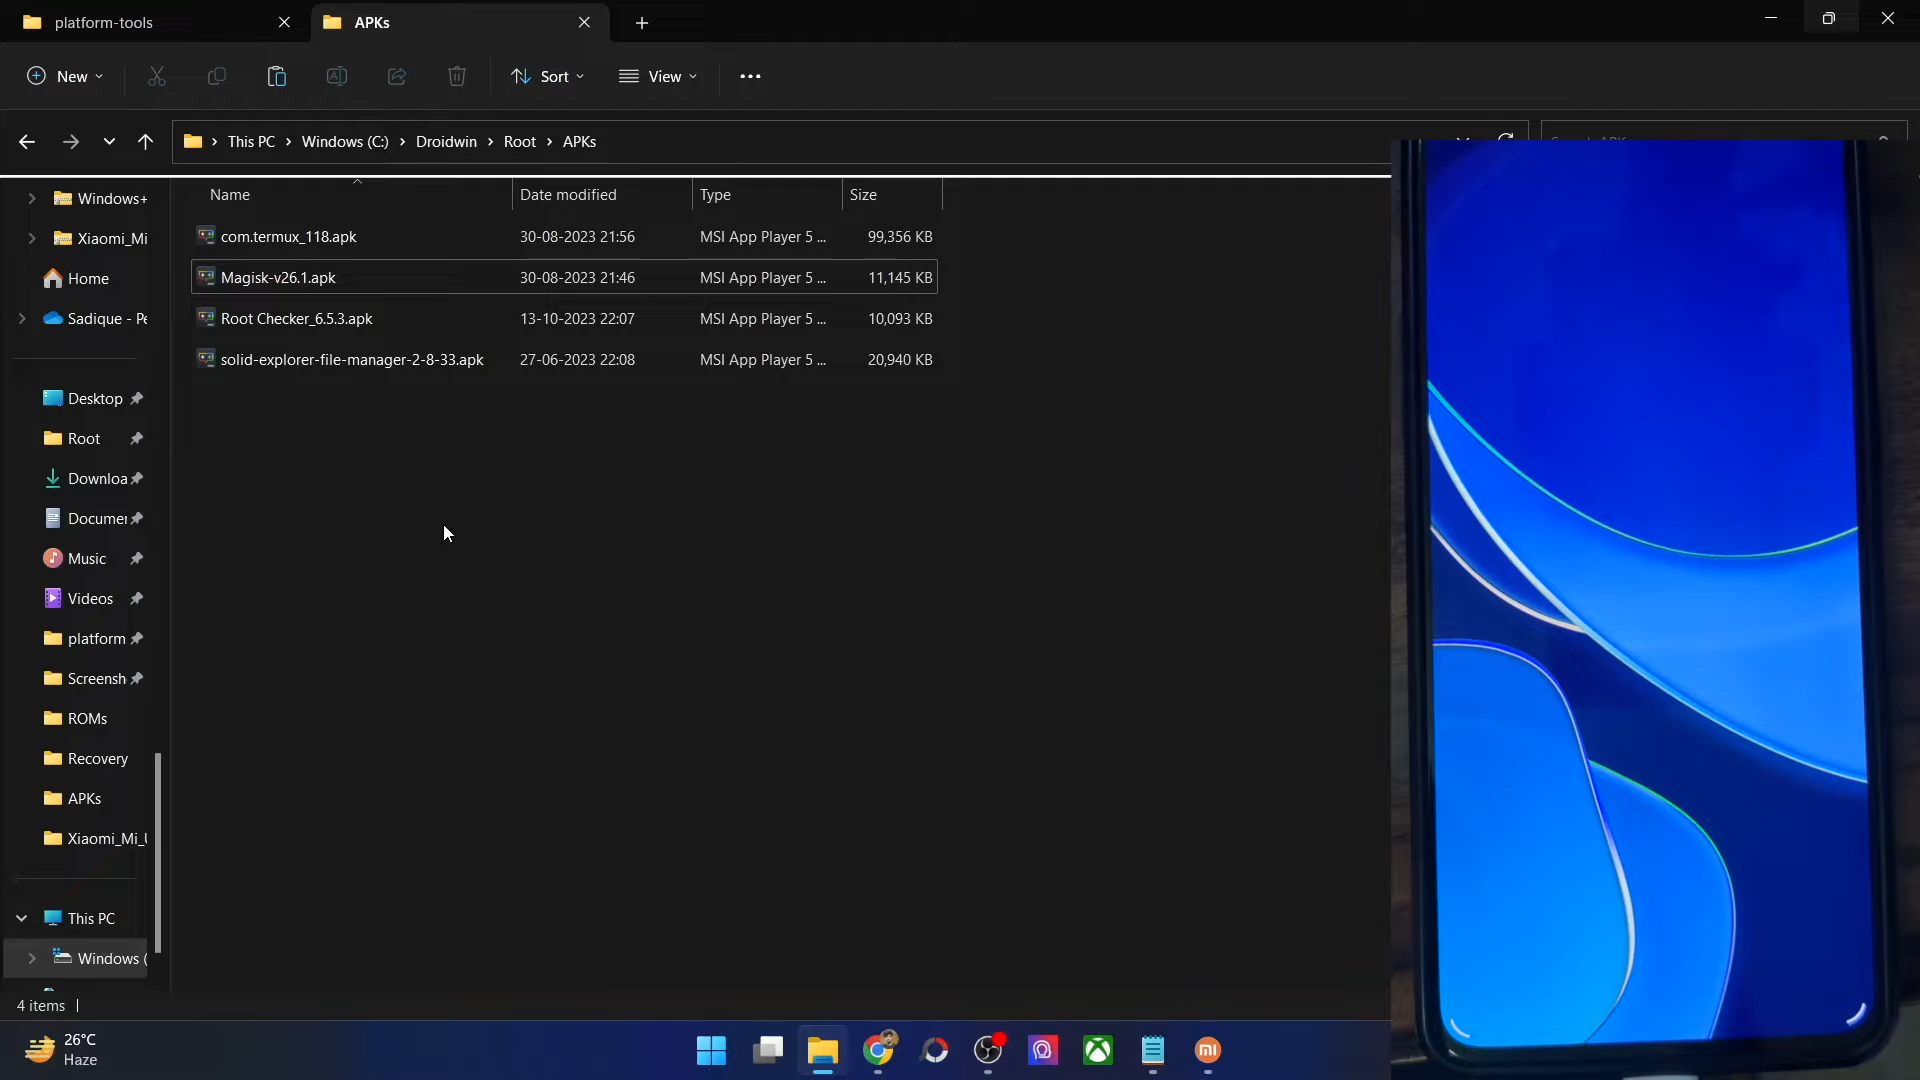 platform-tools
APKs
New
Sort
View
This PC > Windows (C:) > Droidwin > Root > APKs
Windows+
Xiaomi_Mi
Home
Sadique - Pe
Desktop
Root
Downloa
Documer
Music
Videos
platform
Screensh
ROMs
Recovery
APKs
Xiaomi_Mi_U
This PC
Windows (
Name Date modified Type Size
com.termux_118.apk 30-08-2023 21:56 MSI App Player 5 ... 99,356 KB
Magisk-v26.1.apk 30-08-2023 21:46 MSI App Player 5 ... 11,145 KB
Root Checker_6.5.3.apk 13-10-2023 22:07 MSI App Player 5 ... 10,093 KB
solid-explorer-file-manager-2-8-33.apk 27-06-2023 22:08 MSI App Player 5 ... 20,940 KB
4 items
26°C
Haze